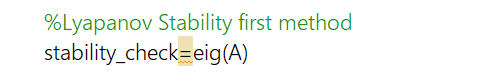 %Lyapanov Stability first method
stability_check=eig(A)